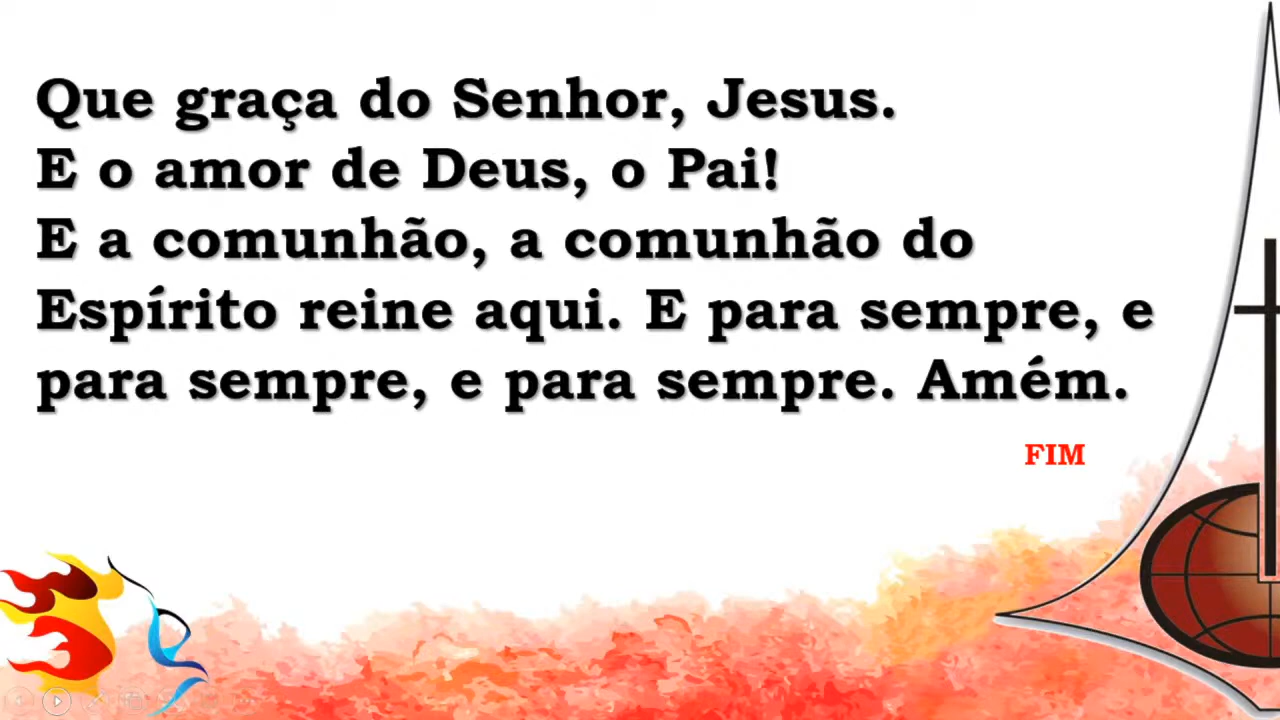 Que graça do Senhor, Jesus.
E o amor de Deus, o Pai!
E a comunhão, a comunhão do
Espírito reine aqui. E para sempre, e
para sempre, e para sempre. Amém.
FIM